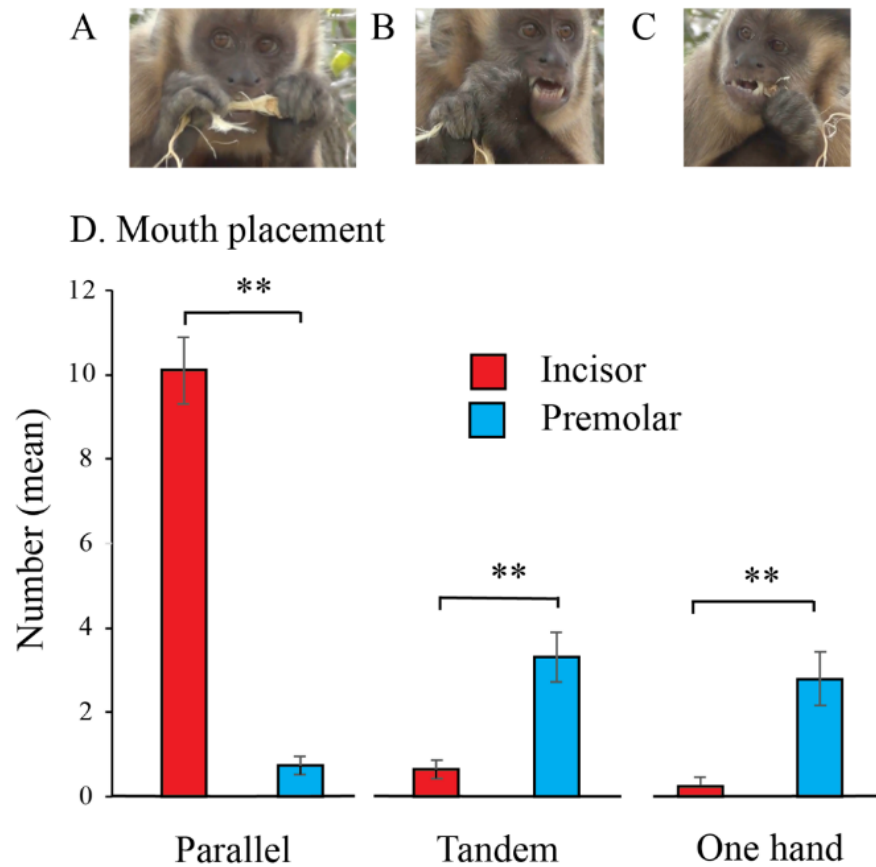 A
B
C
D. Mouth placement
12
10
8
6
4
2
0
Number (mean)
**
**
**
Incisor
Premolar
Parallel
Tandem
One hand